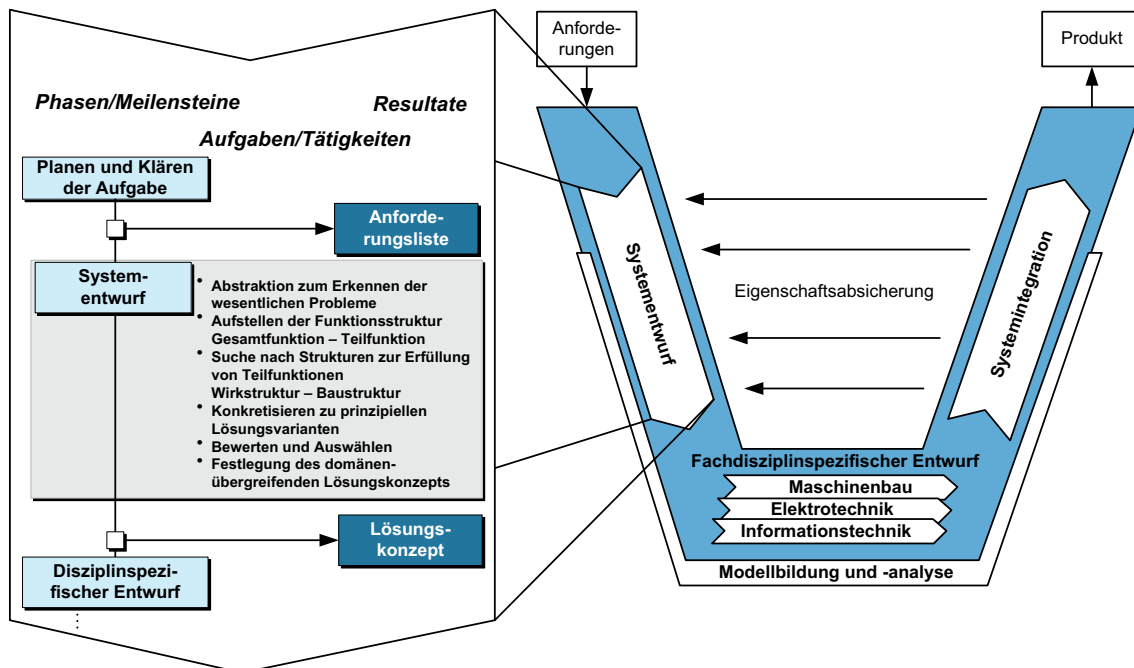 Phasen/Meilensteine
Resultate
Aufgaben/Tätigkeiten
Planen und Klären
der Aufgabe
Anforde-
rungsliste
System-
entwurf
• Abstraktion zum Erkennen der
wesentlichen Probleme
• Aufstellen der Funktionsstruktur
Gesamtfunktion – Teilfunktion
• Suche nach Strukturen zur Erfüllung
von Teilfunktionen
Wirkstruktur – Baustruktur
• Konkretisieren zu prinzipiellen
Lösungsvarianten
• Bewerten und Auswählen
• Festlegung des domänen-
übergreifenden Lösungskonzepts
Lösungs-
konzept
Disziplinspezi-
fischer Entwurf
Anforde-
rungen
Produkt
Systementwurf
Eigenschaftsabsicherung
Systemintegration
Fachdisziplinspezifischer Entwurf
Maschinenbau
Elektrotechnik
Informationstechnik
Modellbildung und -analyse